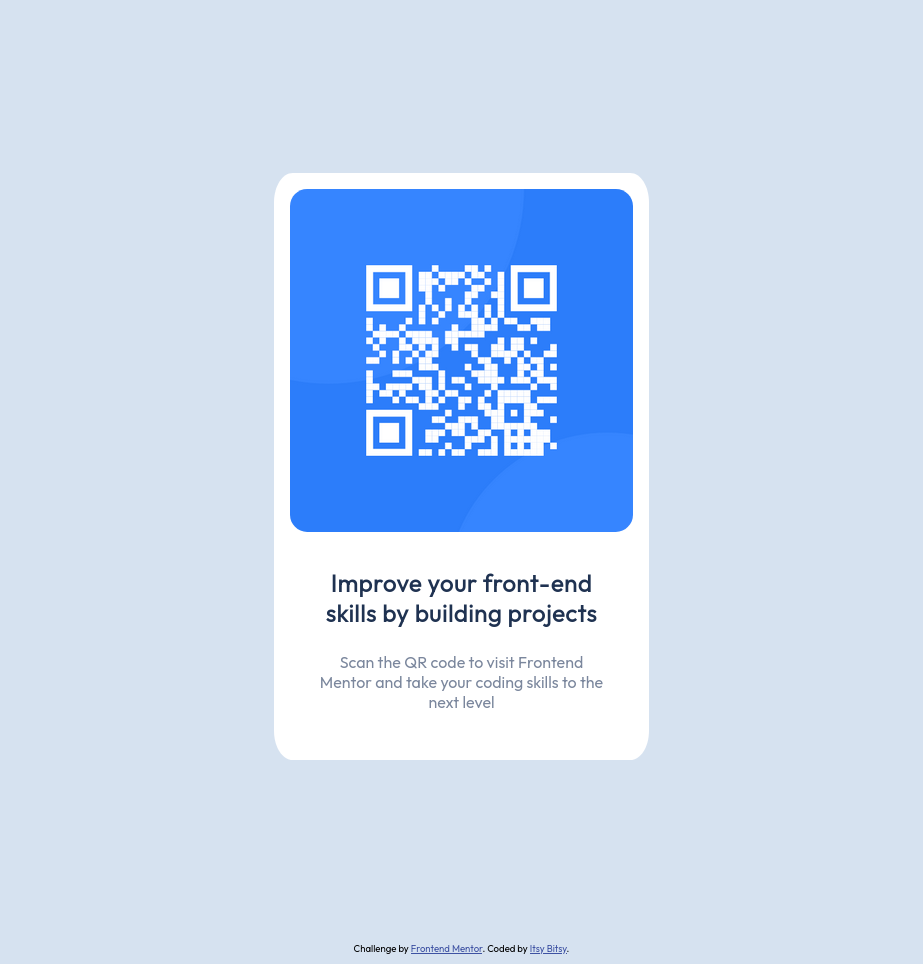 Improve your front-end
skills by building projects
Scan the QR code to visit Frontend
Mentor and take your coding skills to the
next level
Challenge by Frontend Mentor. Coded by Itsy Bitsy.